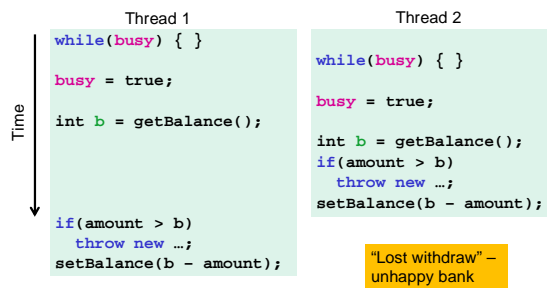 Thread 1
while(busy) { }
busy = true;
int b = getBalance();
if(amount > b)
throw new …;
setBalance(b – amount);
Thread 2
while(busy) { }
busy = true;
int b = getBalance();
if(amount > b)
throw new …;
setBalance(b – amount);
Time
“Lost withdraw” –
unhappy bank